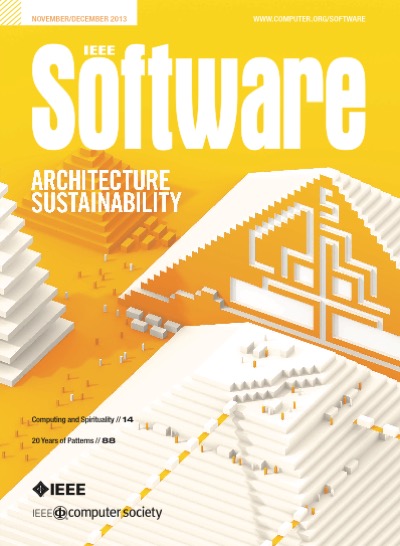 NOVEMBER/DECEMBER 2013
WWW.COMPUTER.ORG/SOFTWARE
IEEE
Software
ARCHITECTURE
SUSTAINABILITY
Computing and Spirituality // 14
20 Years of Patterns // 88
IEEE
IEEE computer society